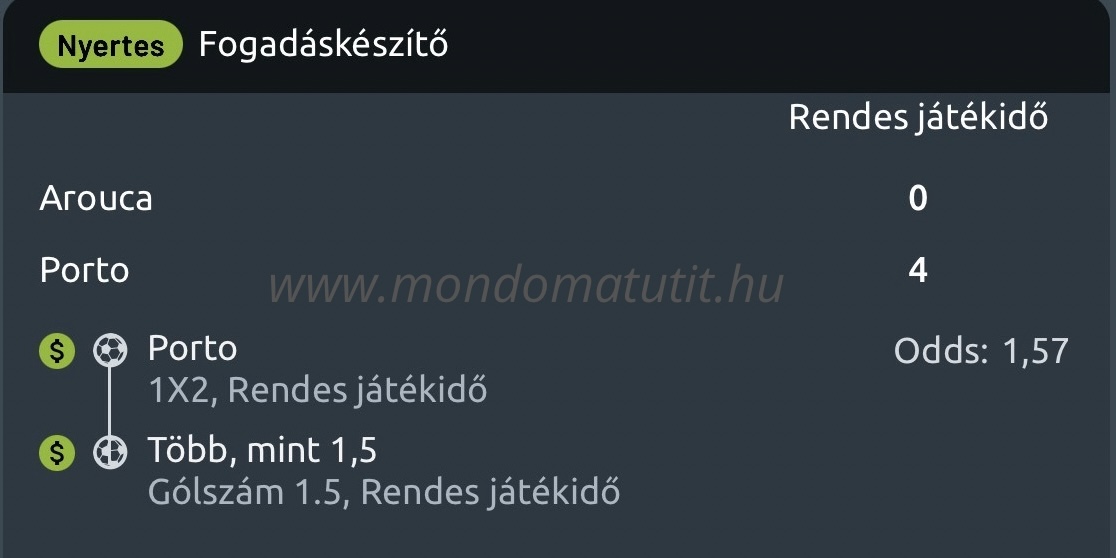 Nyertes Fogadáskészítő
Rendes játékidő
Arouca 0
Porto 4
www.mondomatutit.hu
$ Porto Odds: 1,57
1X2, Rendes játékidő
$ Több, mint 1,5
Gólszám 1.5, Rendes játékidő